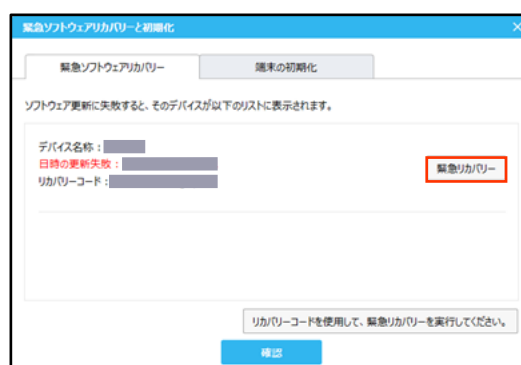 緊急ソフトウェアリカバリーと初期化
緊急ソフトウェアリカバリー
端末の初期化
ソフトウェア更新に失敗すると、そのデバイスが以下のリストに表示されます。
デバイス名称：
日時の更新失敗：
リカバリーコード：
緊急リカバリー
リカバリーコードを使用して、緊急リカバリーを実行してください。
確認